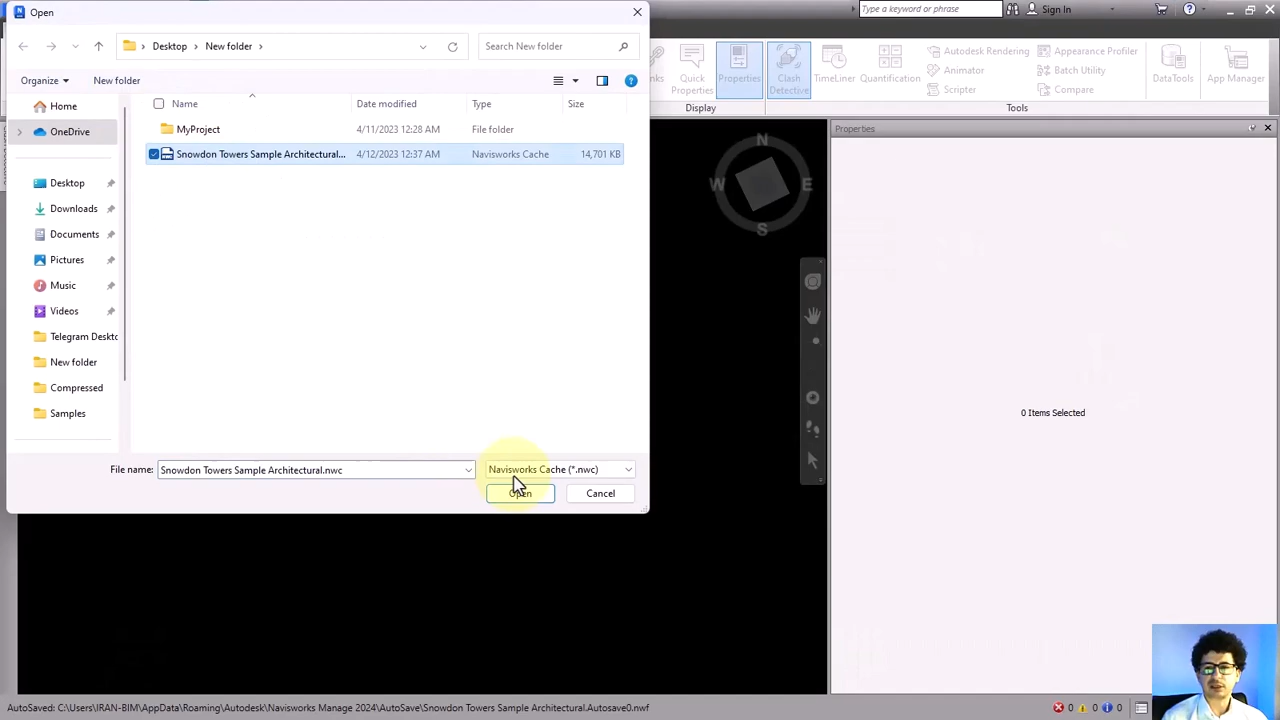 Open
Type a keyword or phrase
Sign In
Desktop
New folder
Search New folder
Organize
New folder
Quick Properties
Properties
Clash Detective
TimeLiner
Quantification
Autodesk Rendering
Animator
Scripter
Appearance Profiler
Batch Utility
Compare
DataTools
App Manager
Display
Tools
Name
Date modified
Type
Size
MyProject
4/11/2023 12:28 AM
File folder
Snowdon Towers Sample Architectural...
4/12/2023 12:37 AM
Navisworks Cache
14,701 KB
Home
OneDrive
Desktop
Downloads
Documents
Pictures
Music
Videos
Telegram Deskto
New folder
Compressed
Samples
N
W
E
S
Properties
0 Items Selected
File name:
Snowdon Towers Sample Architectural.nwc
Navisworks Cache (*.nwc)
Open
Cancel
AutoSaved: C:\Users\IRAN-BIM\AppData\Roaming\Autodesk\Navisworks Manage 2024\AutoSave\Snowdon Towers Sample Architectural.Autosave0.nwf
0
0
0